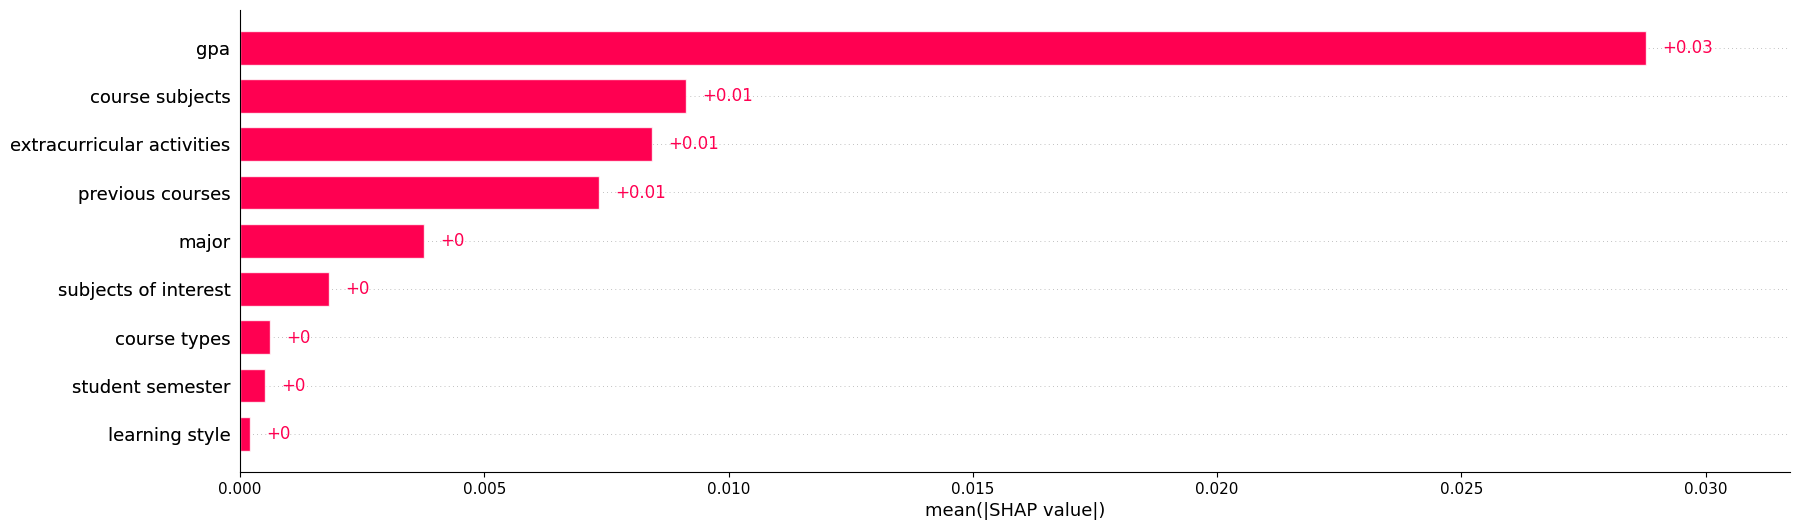 gpa +0.03
course subjects +0.01
extracurricular activities +0.01
previous courses +0.01
major +0
subjects of interest +0
course types +0
student semester +0
learning style +0
0.000 0.005 0.010 0.015 0.020 0.025 0.030
mean(|SHAP value|)